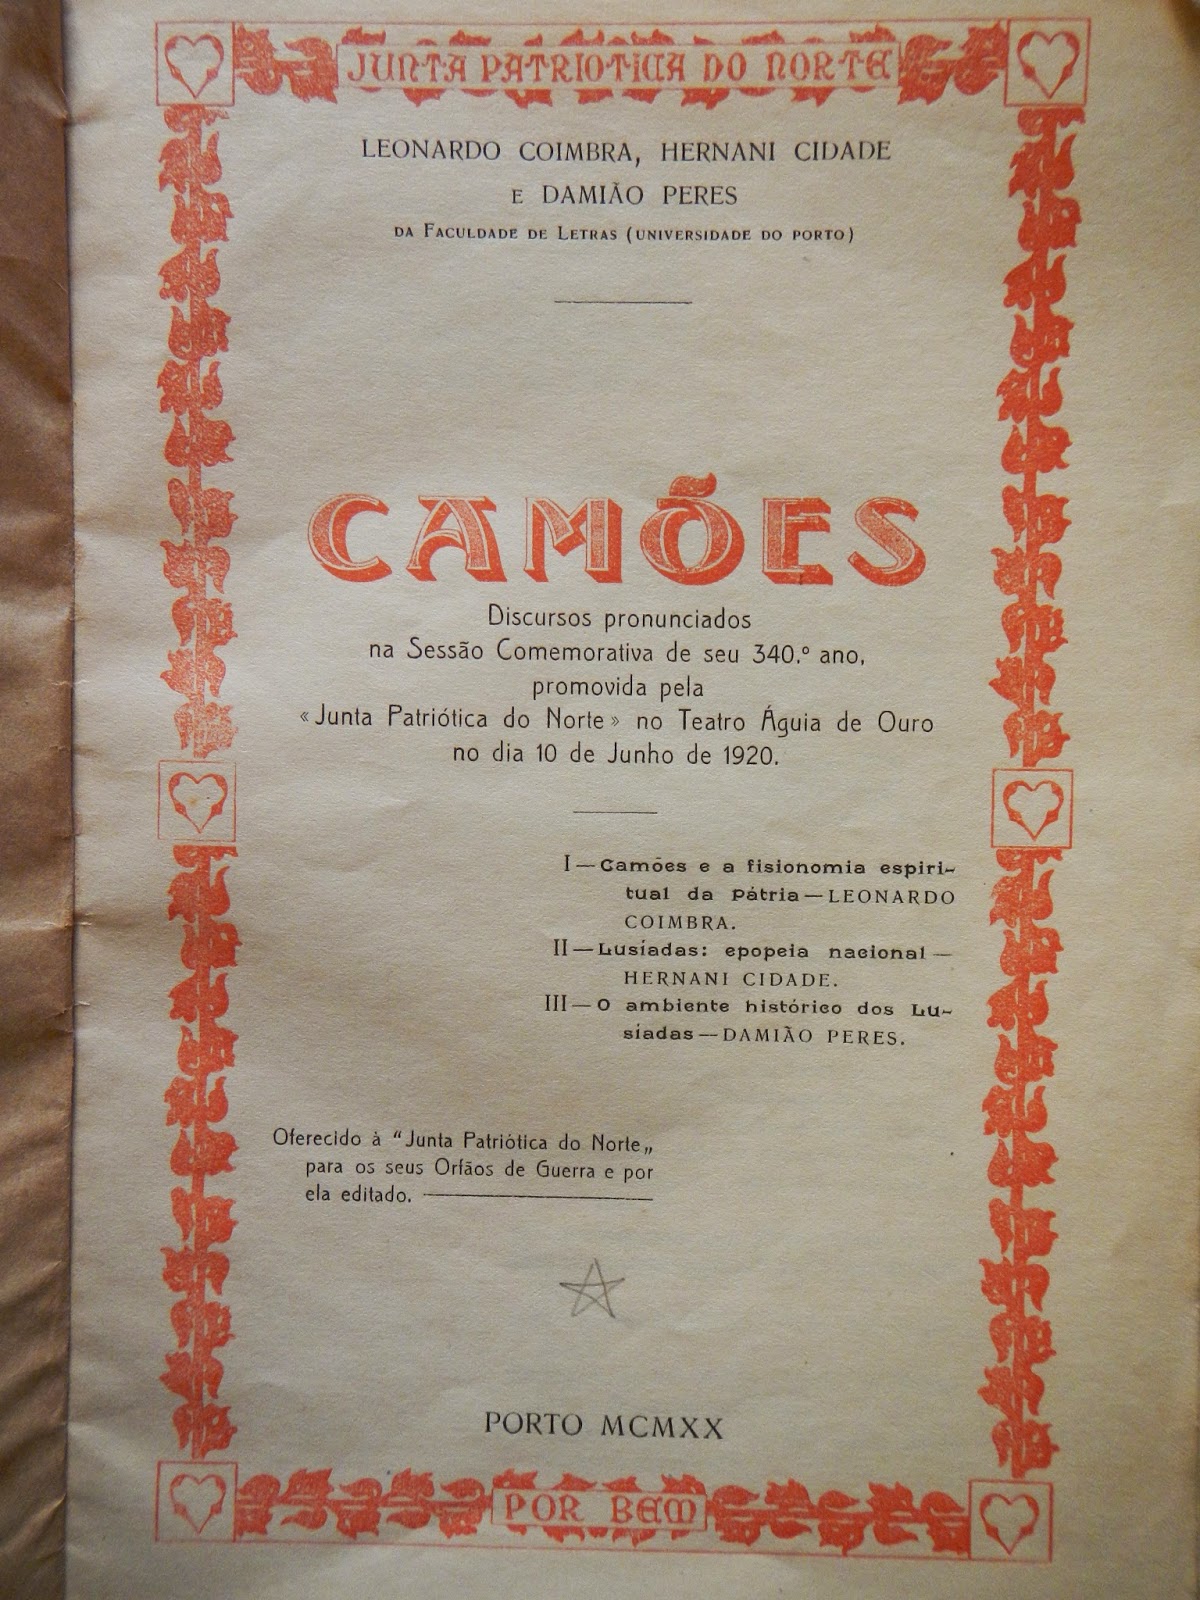 JUNTA PATRIOTICA DO NORTE
LEONARDO COIMBRA, HERNANI CIDADE
E DAMIÃO PERES
DA FACULDADE DE LETRAS (UNIVERSIDADE DO PORTO)
CAMÕES
Discursos pronunciados
na Sessão Comemorativa de seu 340.º ano,
promovida pela
«Junta Patriótica do Norte» no Teatro Águia de Ouro
no dia 10 de Junho de 1920.
I—Camões e a fisionomia espiri-
tual da Pátria—LEONARDO
COIMBRA.
II—Lusíadas: epopeia nacional—
HERNANI CIDADE.
III—O ambiente histórico dos Lu-
síadas—DAMIÃO PERES.
Oferecido à “Junta Patriótica do Norte„
para os seus Orfãos de Guerra e por
ela editado.
PORTO MCMXX
POR BEM